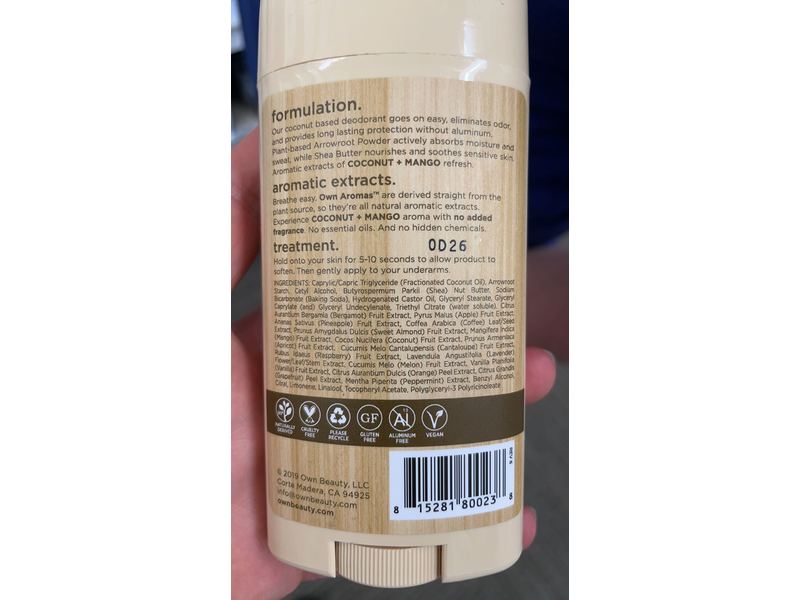 formulation.
Our coconut based deodorant goes on easy, eliminates odor,
and provides long lasting protection without aluminum.
Plant-based Arrowroot Powder actively absorbs moisture and
sweat, while Shea Butter nourishes and soothes sensitive skin.
Aromatic extracts of COCONUT + MANGO refresh.
aromatic extracts.
Breathe easy. Own Aromas™ are derived straight from the
plant source, so they're all natural aromatic extracts.
Experience COCONUT + MANGO aroma with no added
fragrance. No essential oils. And no hidden chemicals.
treatment.
0D26
Hold onto your skin for 5-10 seconds to allow product to
soften. Then gently apply to your underarms.
INGREDIENTS: Caprylic/Capric Triglyceride (Fractionated Coconut Oil), Arrowroot
Starch, Cetyl Alcohol, Butyrospermum Parkii (Shea) Nut Butter, Sodium
Bicarbonate (Baking Soda), Hydrogenated Castor Oil, Glyceryl Stearate, Glyceryl
Caprylate (and) Glyceryl Undecylenate, Triethyl Citrate (water soluble), Citrus
Aurantium Bergamia (Bergamot) Fruit Extract, Pyrus Malus (Apple) Fruit Extract,
Ananas Sativus (Pineapple) Fruit Extract, Coffea Arabica (Coffee) Leaf/Seed
Extract, Prunus Amygdalus Dulcis (Sweet Almond) Fruit Extract, Mangifera Indica
(Mango) Fruit Extract, Cocos Nucifera (Coconut) Fruit Extract, Prunus Armeniaca
(Apricot) Fruit Extract, Cucumis Melo Cantalupensis (Cantaloupe) Fruit Extract,
Rubus Idaeus (Raspberry) Fruit Extract, Lavendula Angustifolia (Lavender)
Flower/Leaf/Stem Extract, Cucumis Melo (Melon) Fruit Extract, Vanilla Planifolia
(Vanilla) Fruit Extract, Citrus Aurantium Dulcis (Orange) Peel Extract, Citrus Grandis
(Grapefruit) Peel Extract, Mentha Piperita (Peppermint) Extract, Benzyl Alcohol,
Citral, Limonene, Linalool, Tocopheryl Acetate, Polyglyceryl-3 Polyricinoleate
NATURALLY DERIVED
CRUELTY FREE
PLEASE RECYCLE
GF GLUTEN FREE
13 Al ALUMINUM FREE
V VEGAN
© 2019 Own Beauty, LLC
Corte Madera, CA 94925
info@ownbeauty.com
ownbeauty.com
REV 5
8 15281 80023 8